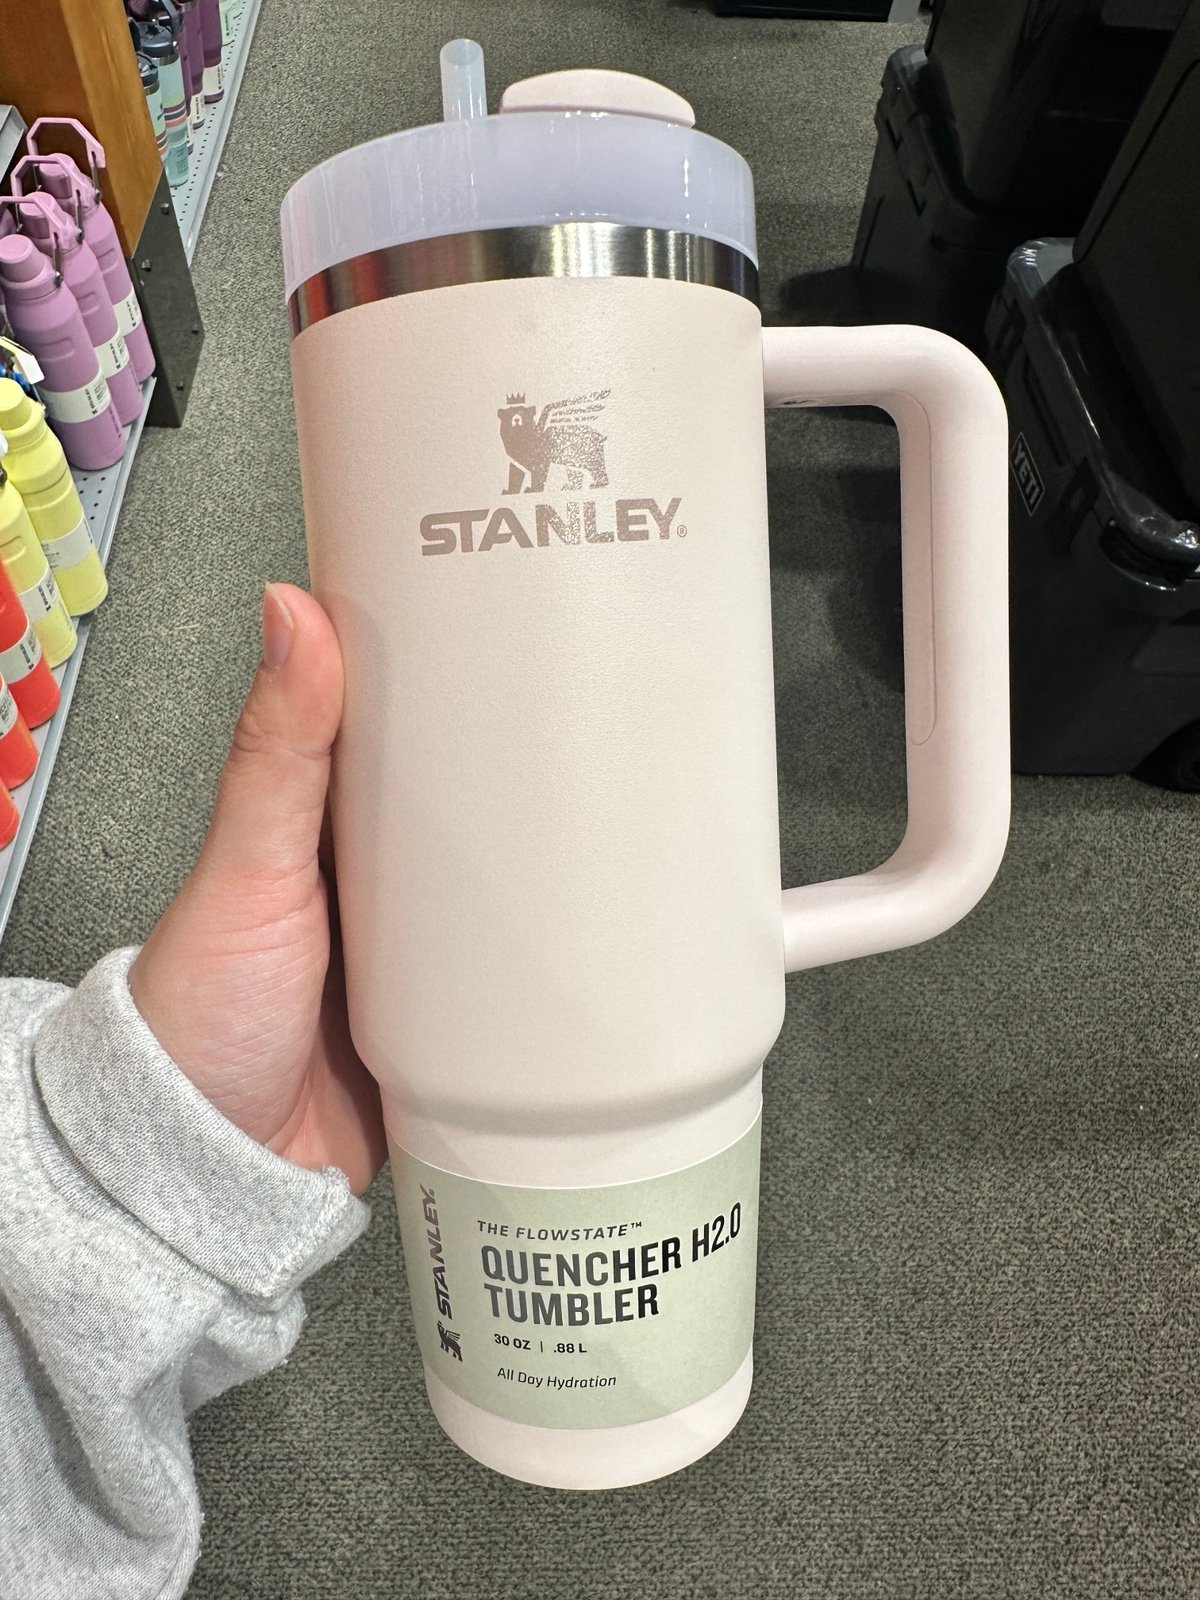 STANLEY®
STANLEY®
THE FLOWSTATE™
QUENCHER H2.0
TUMBLER
30 OZ | .88 L
All Day Hydration
YETI